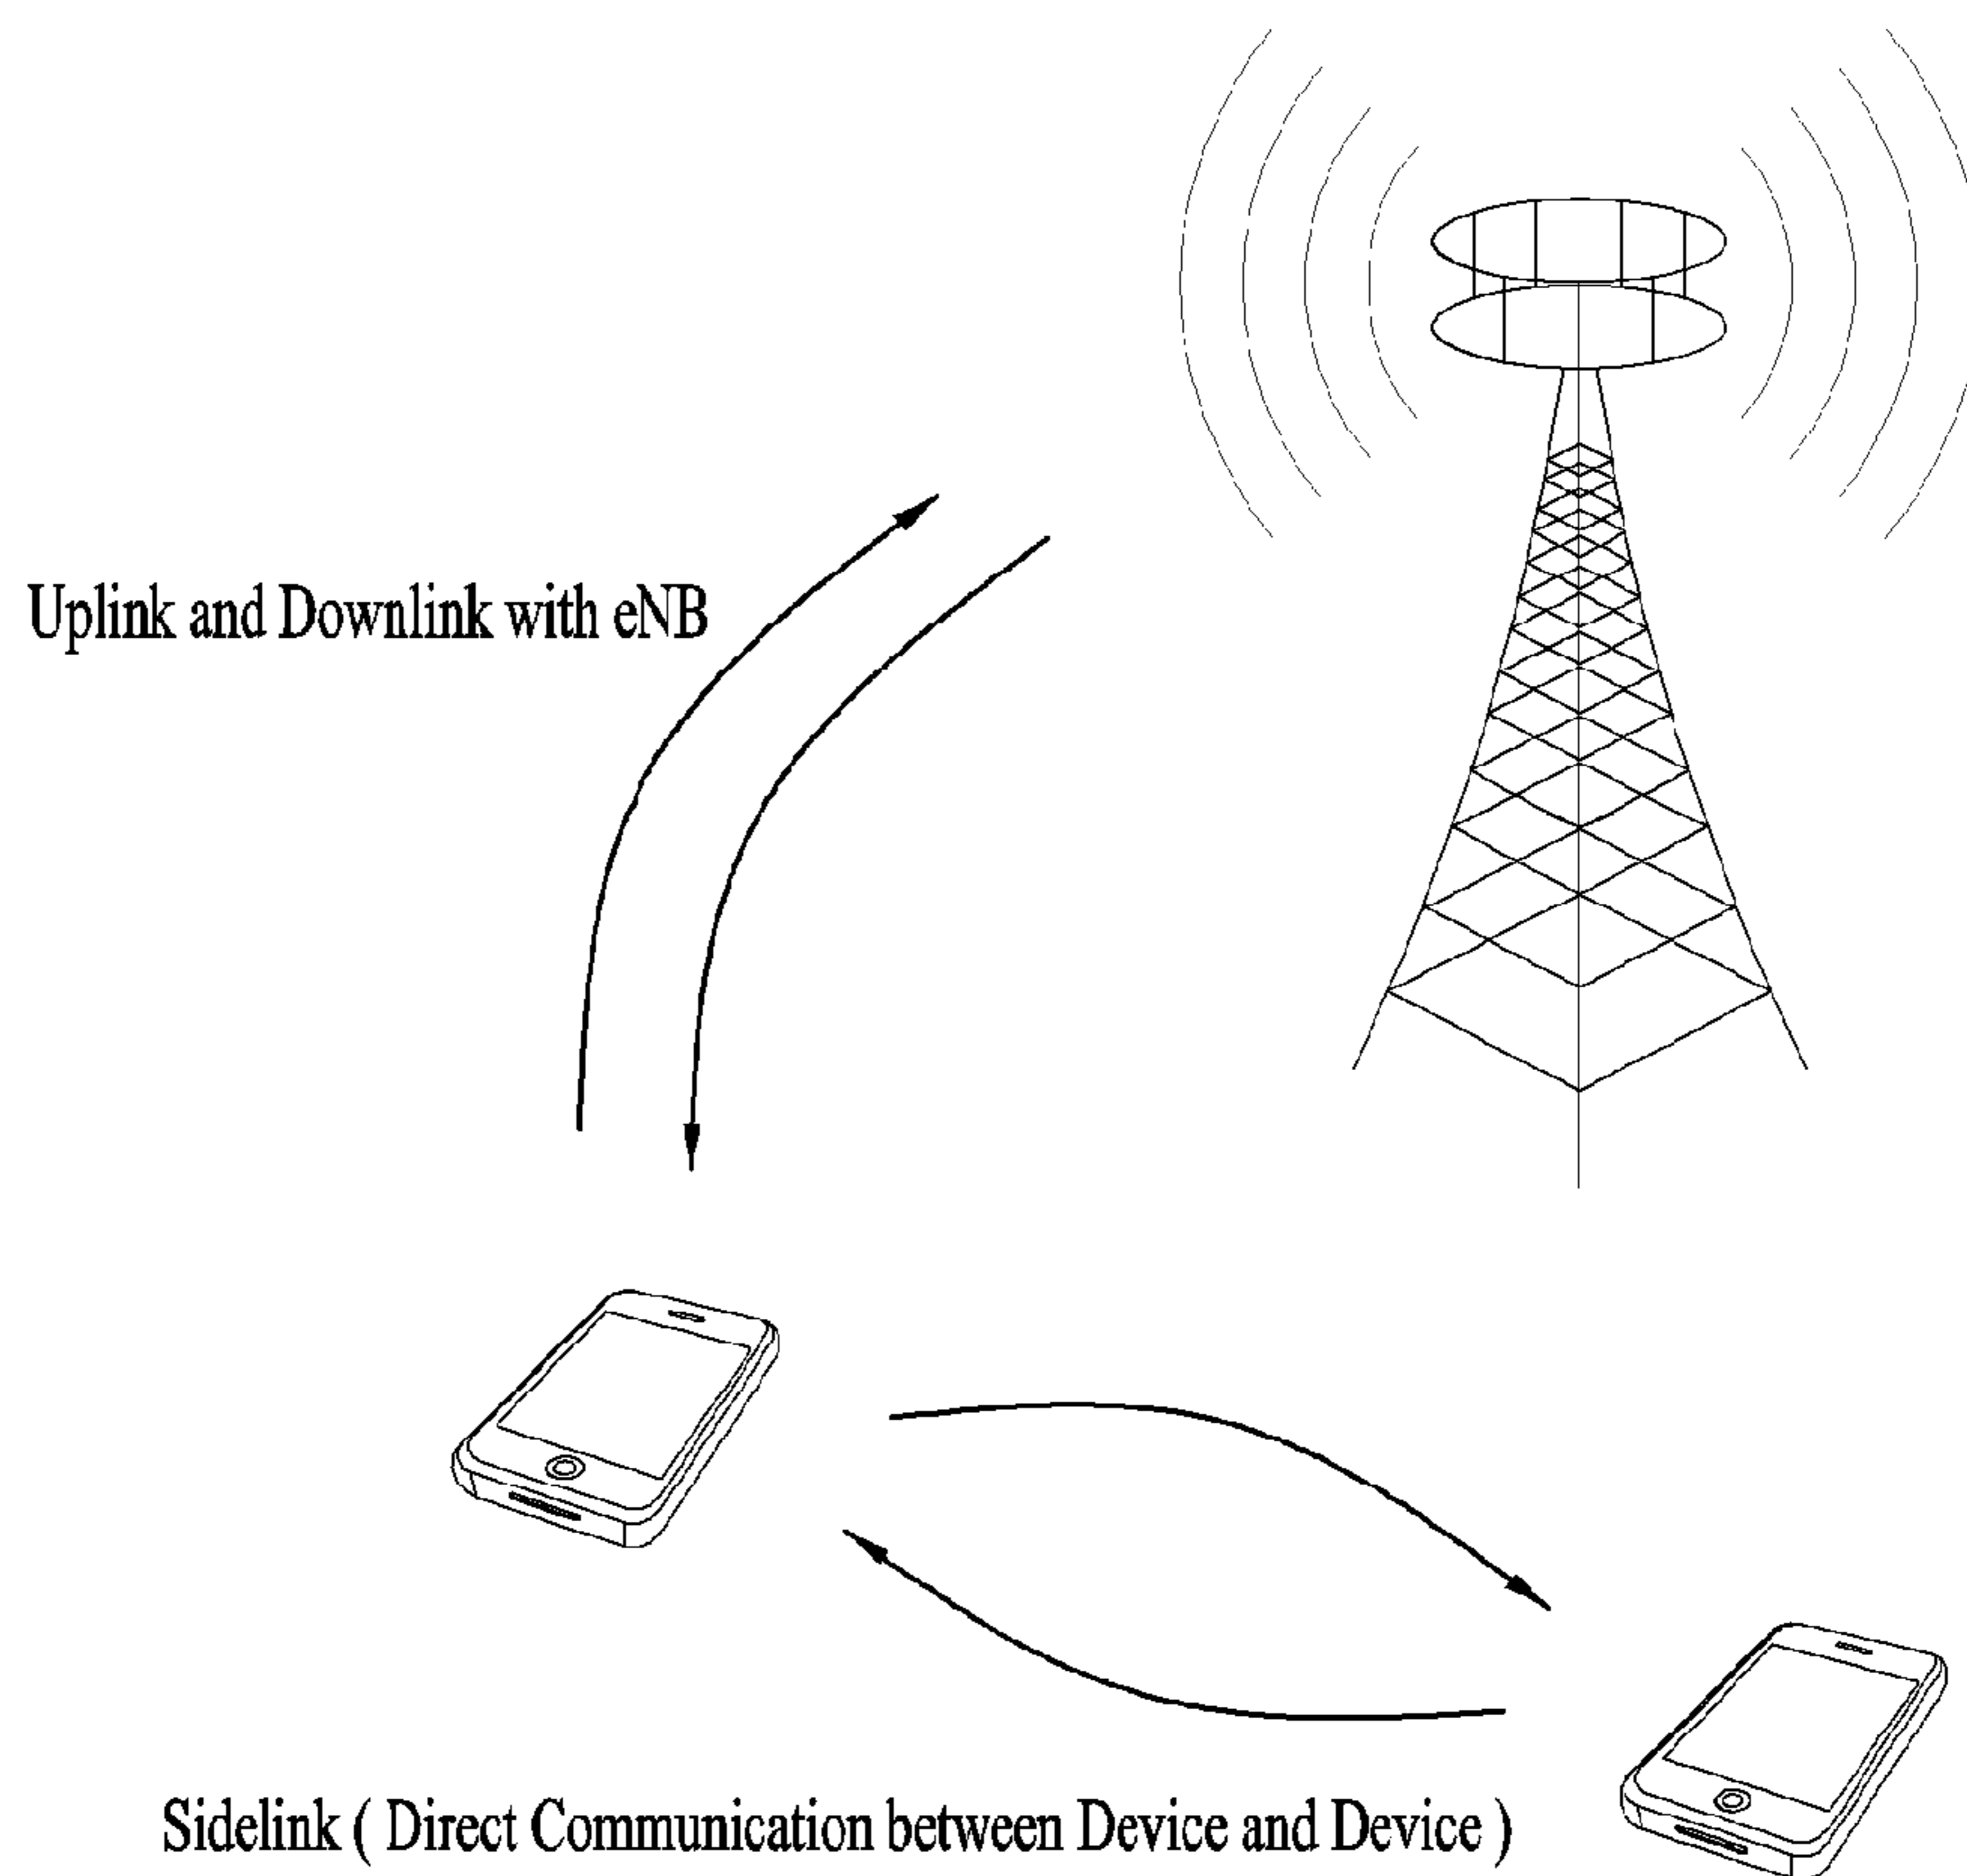 Uplink and Downlink with eNB
Sidelink ( Direct Communication between Device and Device )